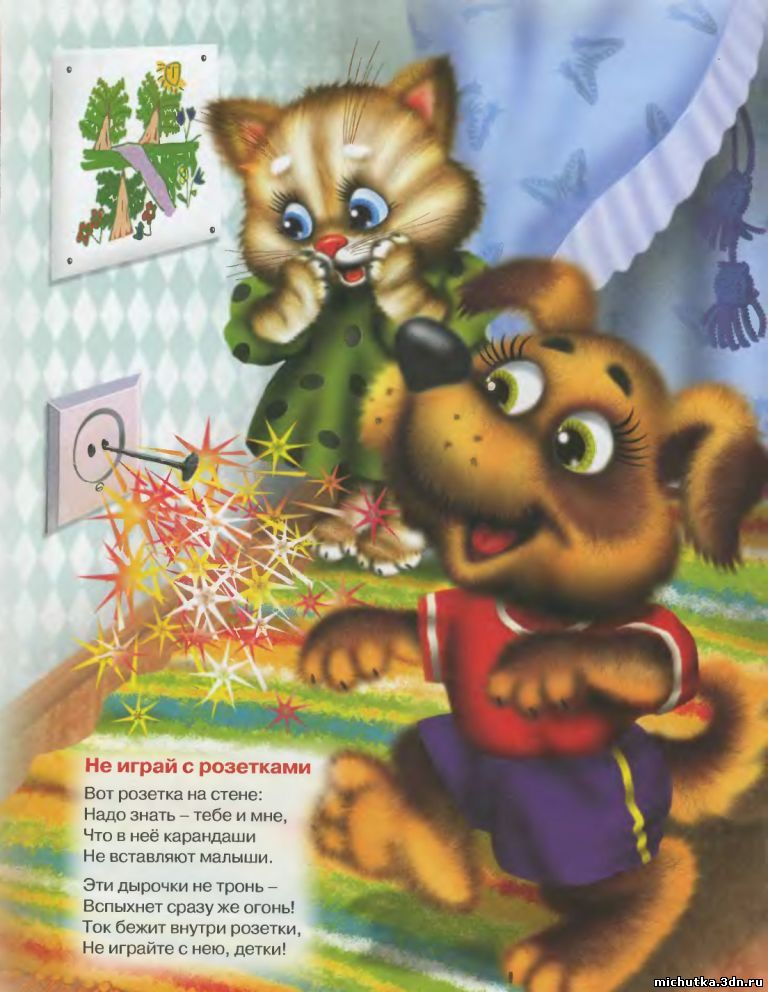 Не играй с розетками
Вот розетка на стене:
Надо знать – тебе и мне,
Что в неё карандаши
Не вставляют малыши.
Эти дырочки не тронь –
Вспыхнет сразу же огонь!
Ток бежит внутри розетки,
Не играйте с нею, детки!
michutka.3dn.ru